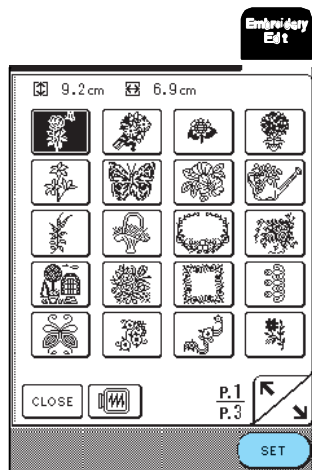 Embroidery
Edit
9.2cm 6.9cm
CLOSE
P.1
P.3
SET